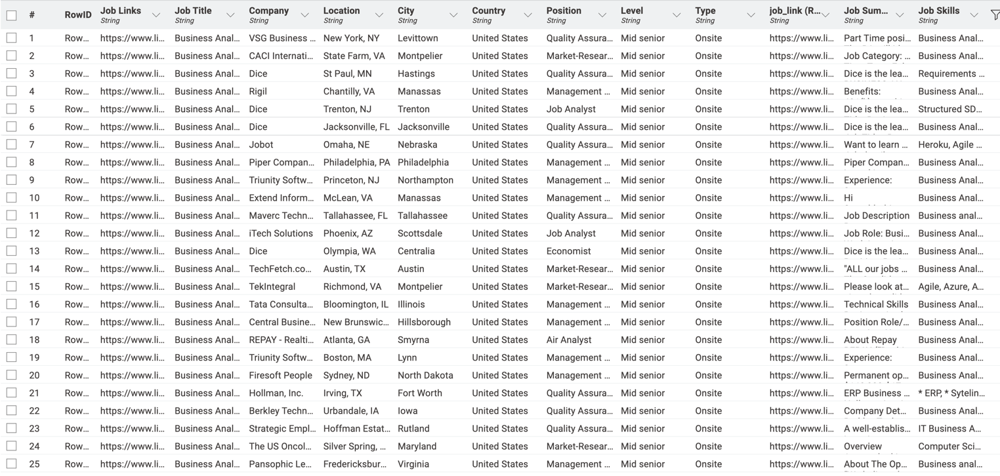 # RowID Job Links Job Title Company Location City Country Position Level Type job_link (R... Job Sum... Job Skills
String String String String String String String String String String String String
1 Row... https://www.li... Business Anal... VSG Business ... New York, NY Levittown United States Quality Assura... Mid senior Onsite https://www.li... Part Time posi... Business Anal...
2 Row... https://www.li... Business Anal... CACI Internati... State Farm, VA Montpelier United States Market-Resear... Mid senior Onsite https://www.li... Job Category: ... Business Anal...
3 Row... https://www.li... Business Anal... Dice St Paul, MN Hastings United States Quality Assura... Mid senior Onsite https://www.li... Dice is the lea... Requirements ...
4 Row... https://www.li... Business Anal... Rigil Chantilly, VA Manassas United States Management ... Mid senior Onsite https://www.li... Benefits: Business Anal...
5 Row... https://www.li... Business Anal... Dice Trenton, NJ Trenton United States Job Analyst Mid senior Onsite https://www.li... Dice is the lea... Structured SD...
6 Row... https://www.li... Business Anal... Dice Jacksonville, FL Jacksonville United States Quality Assura... Mid senior Onsite https://www.li... Dice is the lea... Business Anal...
7 Row... https://www.li... Business Anal... Jobot Omaha, NE Nebraska United States Quality Assura... Mid senior Onsite https://www.li... Want to learn ... Heroku, Agile ...
8 Row... https://www.li... Business Anal... Piper Compan... Philadelphia, PA Philadelphia United States Management ... Mid senior Onsite https://www.li... Piper Compan... Business Anal...
9 Row... https://www.li... Business Anal... Triunity Softw... Princeton, NJ Northampton United States Management ... Mid senior Onsite https://www.li... Experience: Business Anal...
10 Row... https://www.li... Business Anal... Extend Inform... McLean, VA Manassas United States Management ... Mid senior Onsite https://www.li... Hi Business Anal...
11 Row... https://www.li... Business Anal... Maverc Techn... Tallahassee, FL Tallahassee United States Quality Assura... Mid senior Onsite https://www.li... Job Description Business anal...
12 Row... https://www.li... Business Anal... iTech Solutions Phoenix, AZ Scottsdale United States Job Analyst Mid senior Onsite https://www.li... Job Role: Busi... Business Anal...
13 Row... https://www.li... Business Anal... Dice Olympia, WA Centralia United States Economist Mid senior Onsite https://www.li... Dice is the lea... Business Anal...
14 Row... https://www.li... Business Anal... TechFetch.co... Austin, TX Austin United States Market-Resear... Mid senior Onsite https://www.li... "ALL our jobs ... Business Anal...
15 Row... https://www.li... Business Anal... TekIntegral Richmond, VA Montpelier United States Market-Resear... Mid senior Onsite https://www.li... Please look at... Agile, Azure, A...
16 Row... https://www.li... Business Anal... Tata Consulta... Bloomington, IL Illinois United States Management ... Mid senior Onsite https://www.li... Technical Skills Business Anal...
17 Row... https://www.li... Business Anal... Central Busine... New Brunswic... Hillsborough United States Management ... Mid senior Onsite https://www.li... Position Role/... Business Anal...
18 Row... https://www.li... Business Anal... REPAY - Realti... Atlanta, GA Smyrna United States Air Analyst Mid senior Onsite https://www.li... About Repay Business Anal...
19 Row... https://www.li... Business Anal... Triunity Softw... Boston, MA Lynn United States Management ... Mid senior Onsite https://www.li... Experience: Business Anal...
20 Row... https://www.li... Business Anal... Firesoft People Sydney, ND North Dakota United States Management ... Mid senior Onsite https://www.li... Permanent op... Business Anal...
21 Row... https://www.li... Business Anal... Hollman, Inc. Irving, TX Fort Worth United States Quality Assura... Mid senior Onsite https://www.li... ERP Business ... * ERP, * Sytelin...
22 Row... https://www.li... Business Anal... Berkley Techn... Urbandale, IA Iowa United States Quality Assura... Mid senior Onsite https://www.li... Company Det... Business Anal...
23 Row... https://www.li... Business Anal... Strategic Empl... Hoffman Estat... Rutland United States Quality Assura... Mid senior Onsite https://www.li... A well-establis... IT Business A...
24 Row... https://www.li... Business Anal... The US Oncol... Silver Spring, ... Maryland United States Market-Resear... Mid senior Onsite https://www.li... Overview Computer Sci...
25 Row... https://www.li... Business Anal... Pansophic Le... Fredericksbur... Virginia United States Management ... Mid senior Onsite https://www.li... About The Op... Business anal...